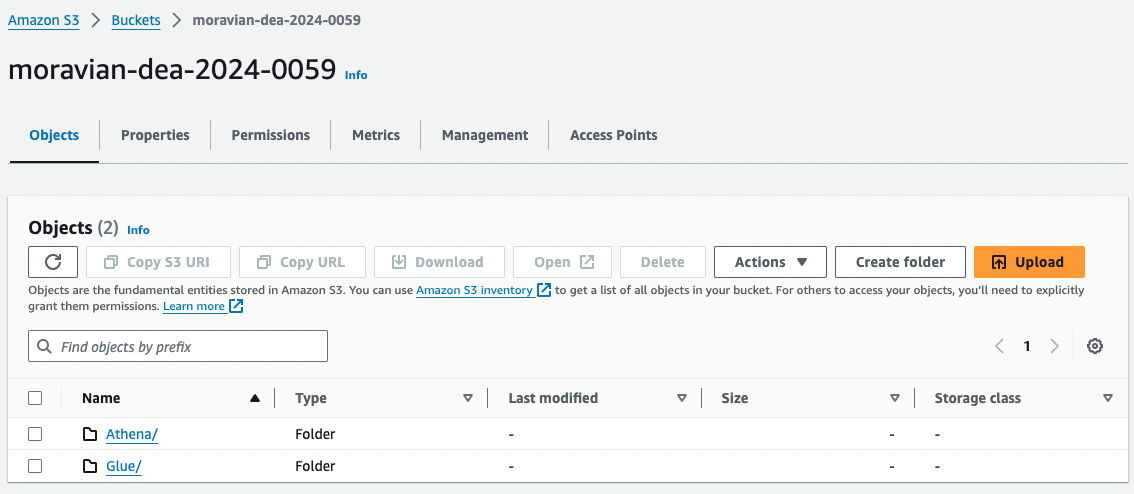 Amazon S3 > Buckets > moravian-dea-2024-0059
moravian-dea-2024-0059 Info
Objects Properties Permissions Metrics Management Access Points
Objects (2) Info
Copy S3 URI Copy URL Download Open Delete Actions Create folder Upload
Objects are the fundamental entities stored in Amazon S3. You can use Amazon S3 inventory to get a list of all objects in your bucket. For others to access your objects, you'll need to explicitly
grant them permissions. Learn more
Find objects by prefix
1
Name Type Last modified Size Storage class
Athena/ Folder - - -
Glue/ Folder - - -